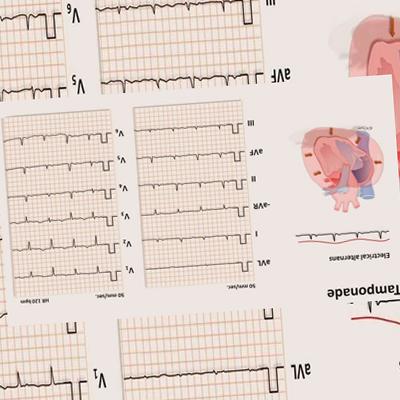 Tamponade
Electrical alternans
50 mm/sec.
50 mm/sec. HR 120 bpm
aVL V1
I V2
-aVR V3
II V4
aVF V5
III V6
aVL V1
aVF V5
III V6